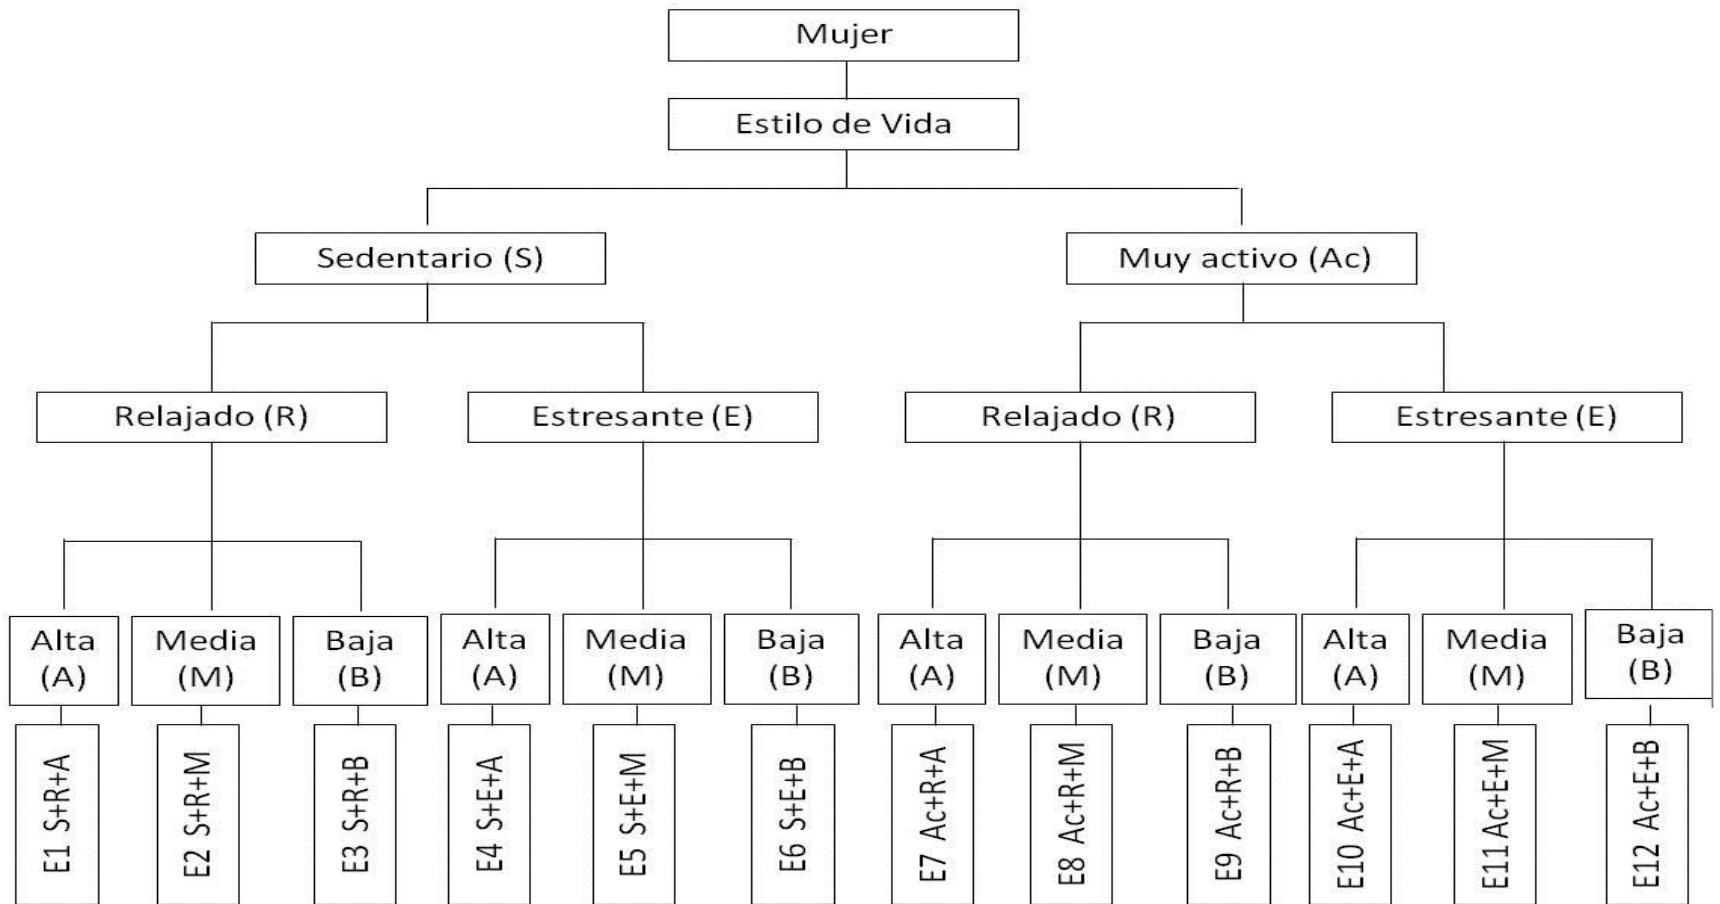 Mujer
Estilo de Vida
Sedentario (S)
Muy activo (Ac)
Relajado (R)
Estresante (E)
Relajado (R)
Estresante (E)
Alta
(A)
Media
(M)
Baja
(B)
Alta
(A)
Media
(M)
Baja
(B)
Alta
(A)
Media
(M)
Baja
(B)
Alta
(A)
Media
(M)
Baja
(B)
E1 S+R+A
E2 S+R+M
E3 S+R+B
E4 S+E+A
E5 S+E+M
E6 S+E+B
E7 Ac+R+A
E8 Ac+R+M
E9 Ac+R+B
E10 Ac+E+A
E11 Ac+E+M
E12 Ac+E+B